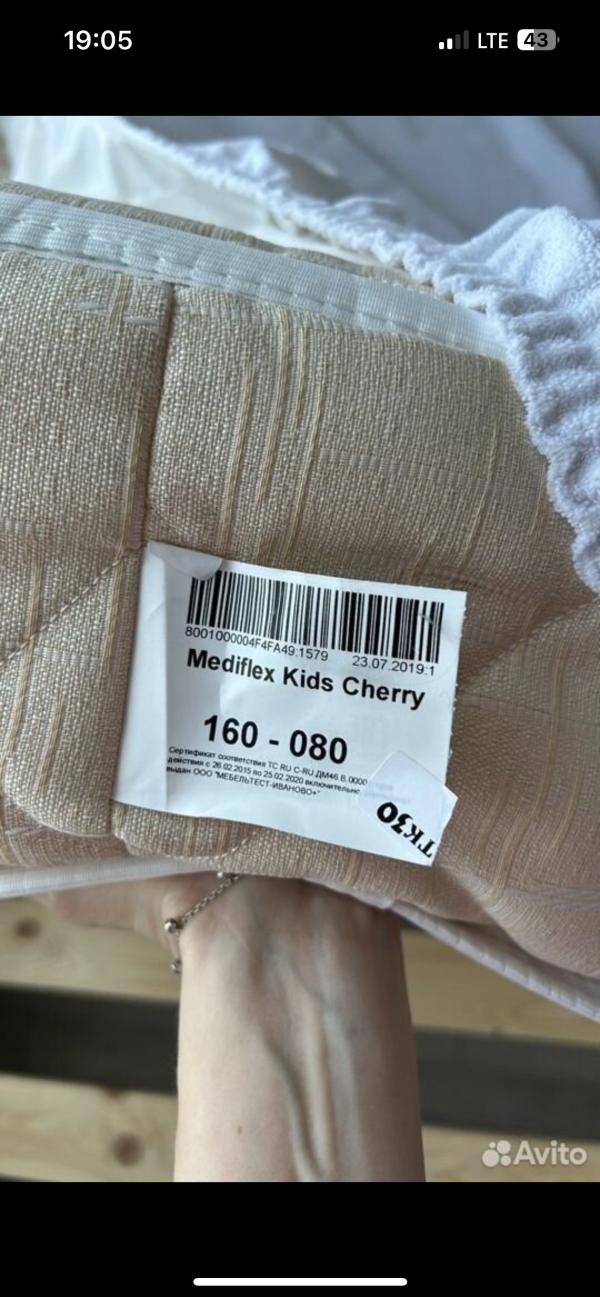 19:05
LTE 43
8001000004F4FA49:1579 23.07.2019:1
Mediflex Kids Cherry
160 - 080
Сертификат соответствия ТС RU C-RU.ДМ46.В.0000
действия с 26.02.2015 по 25.02.2020 включительно
выдан ООО "МЕБЕЛЬТЕСТ-ИВАНОВО+"
ТК30
Avito